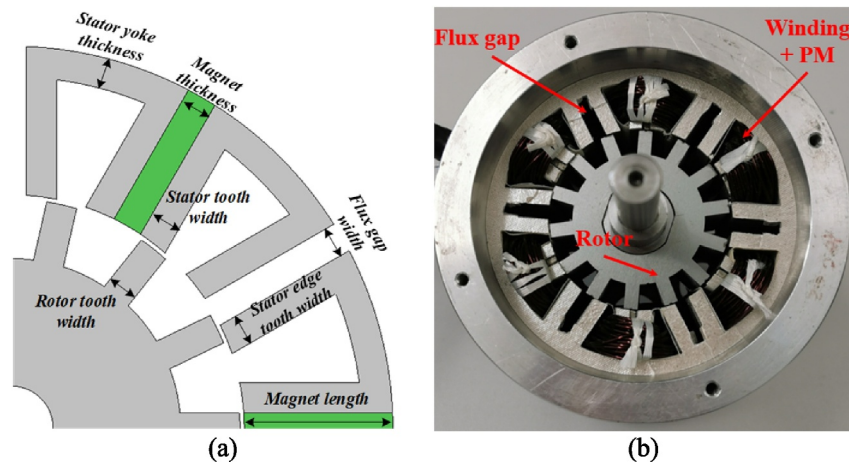 Stator yoke
thickness
Magnet
thickness
Stator tooth
width
Flux gap
width
Rotor tooth
width
Stator edge
tooth width
Magnet length
(a)
Flux gap
Winding
+ PM
Rotor
(b)